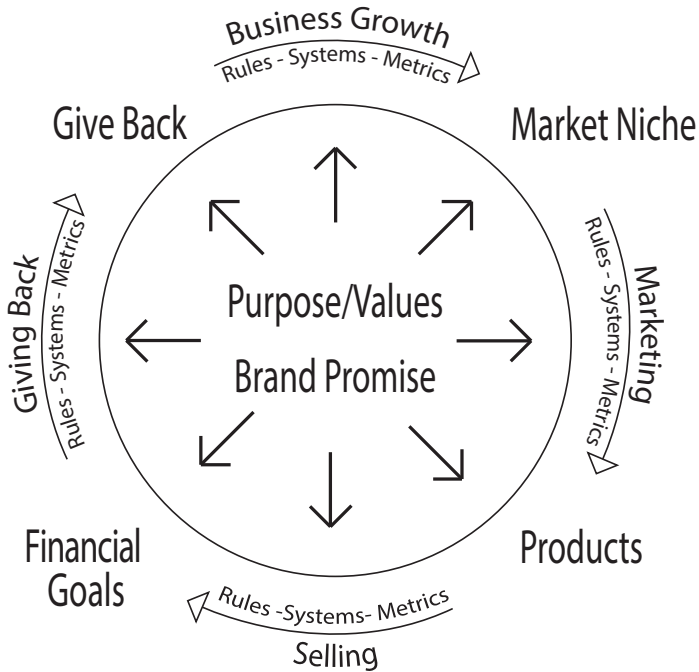 Business Growth
Rules - Systems - Metrics
Give Back
Market Niche
Giving Back
Rules - Systems - Metrics
Purpose/Values
Brand Promise
Rules - Systems - Metrics
Marketing
Financial
Goals
Products
Rules -Systems- Metrics
Selling